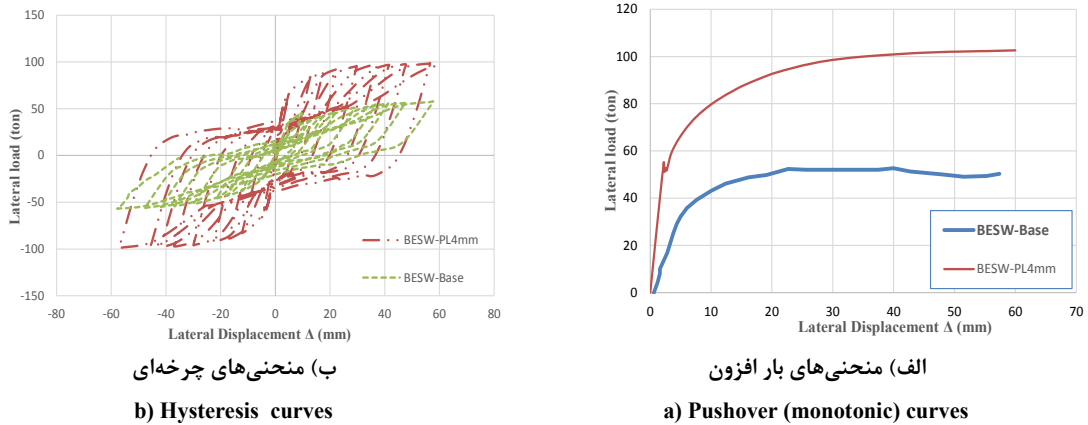 150
100
50
0
-50
-100
-150
-80
-60
-40
-20
0
20
40
60
80
Lateral load (ton)
Lateral Displacement Δ (mm)
BESW-PL4mm
BESW-Base
ب) منحنی‌های چرخه‌ای
b) Hysteresis curves
120
100
80
60
40
20
0
0
10
20
30
40
50
60
70
Lateral load (ton)
Lateral Displacement Δ (mm)
BESW-Base
BESW-PL4mm
الف) منحنی‌های بار افزون
a) Pushover (monotonic) curves